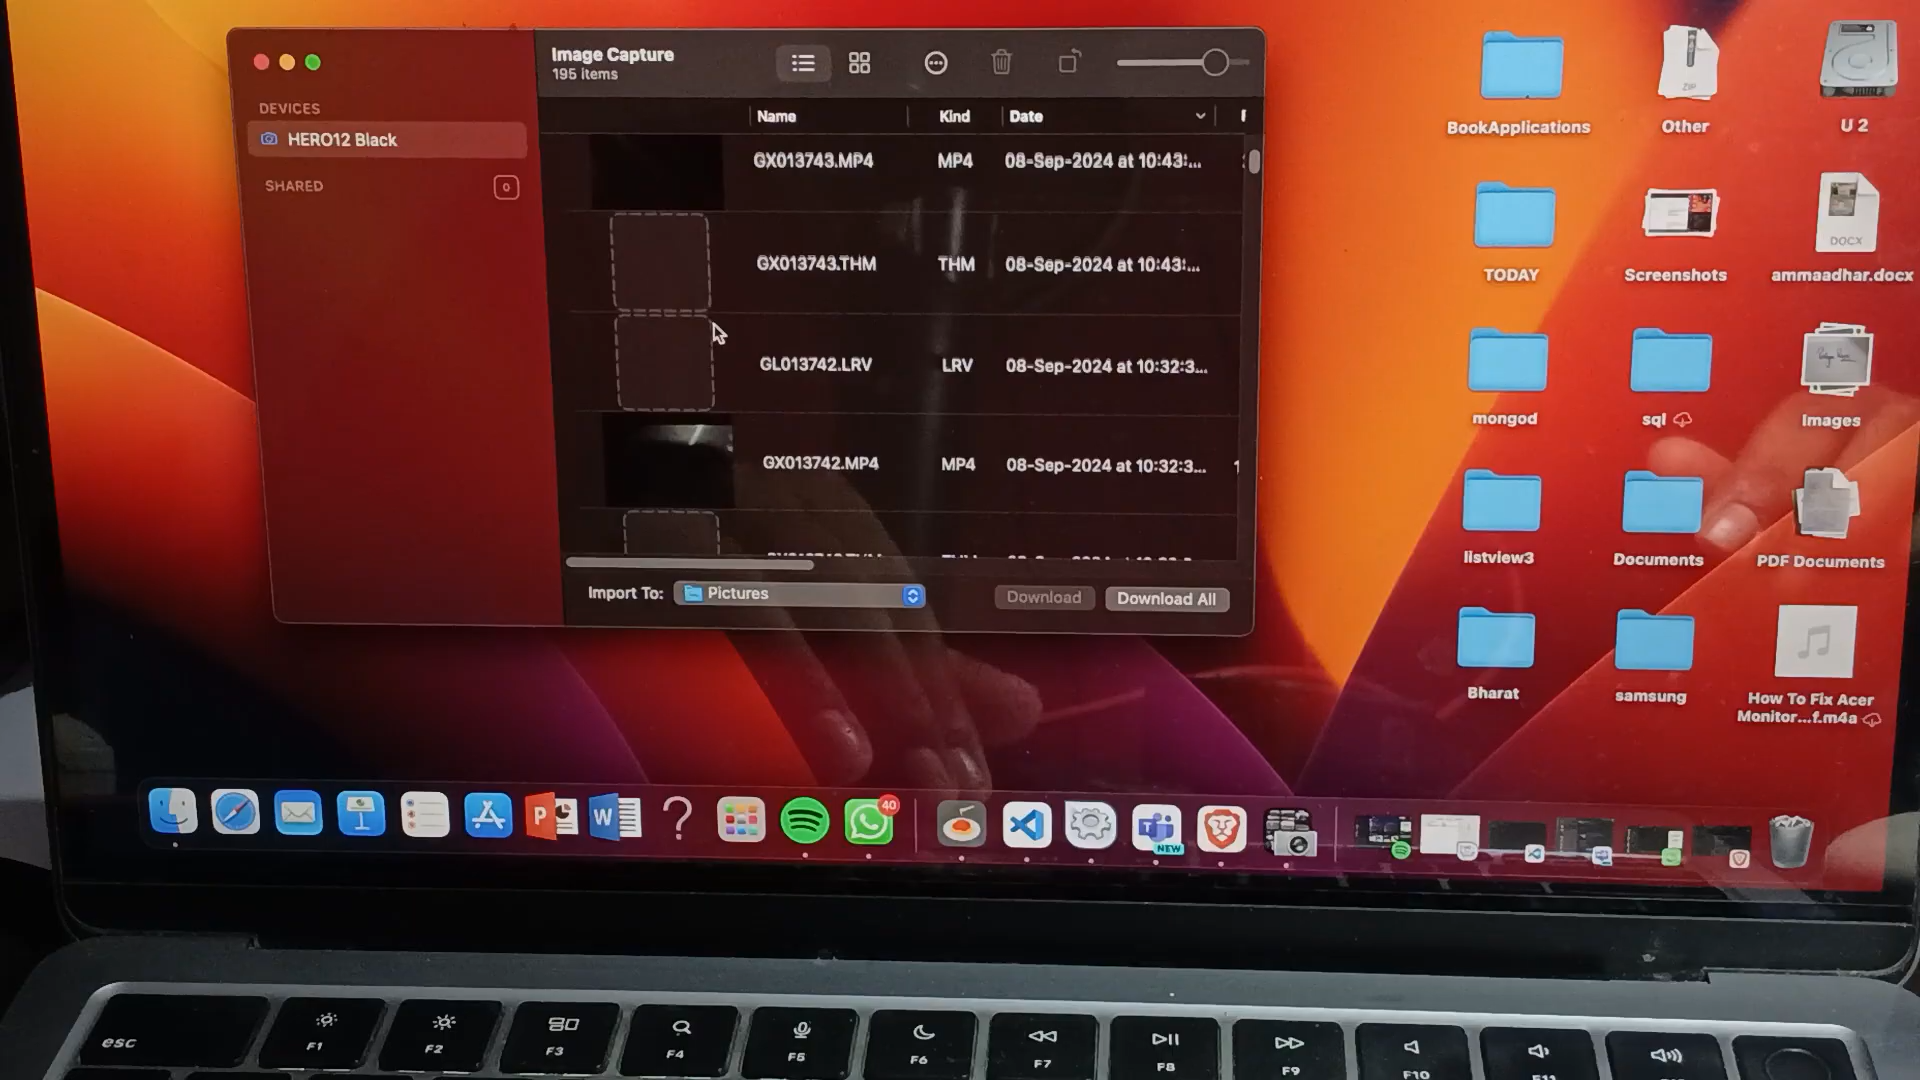 Image Capture
195 items
DEVICES
HERO12 Black
SHARED
0
Name Kind Date
GX013743.MP4 MP4 08-Sep-2024 at 10:43:...
GX013743.THM THM 08-Sep-2024 at 10:43:...
GL013742.LRV LRV 08-Sep-2024 at 10:32:3...
GX013742.MP4 MP4 08-Sep-2024 at 10:32:3...
Import To: Pictures
Download
Download All
BookApplications
ZIP
Other
U 2
TODAY
Screenshots
DOCX
ammaadhar.docx
mongod
sql
Images
listview3
Documents
PDF Documents
Bharat
samsung
How To Fix Acer
Monitor...f.m4a
P
W
?
40
T
NEW
esc
F1
F2
F3
F4
F5
F6
F7
F8
F9
F10
F11